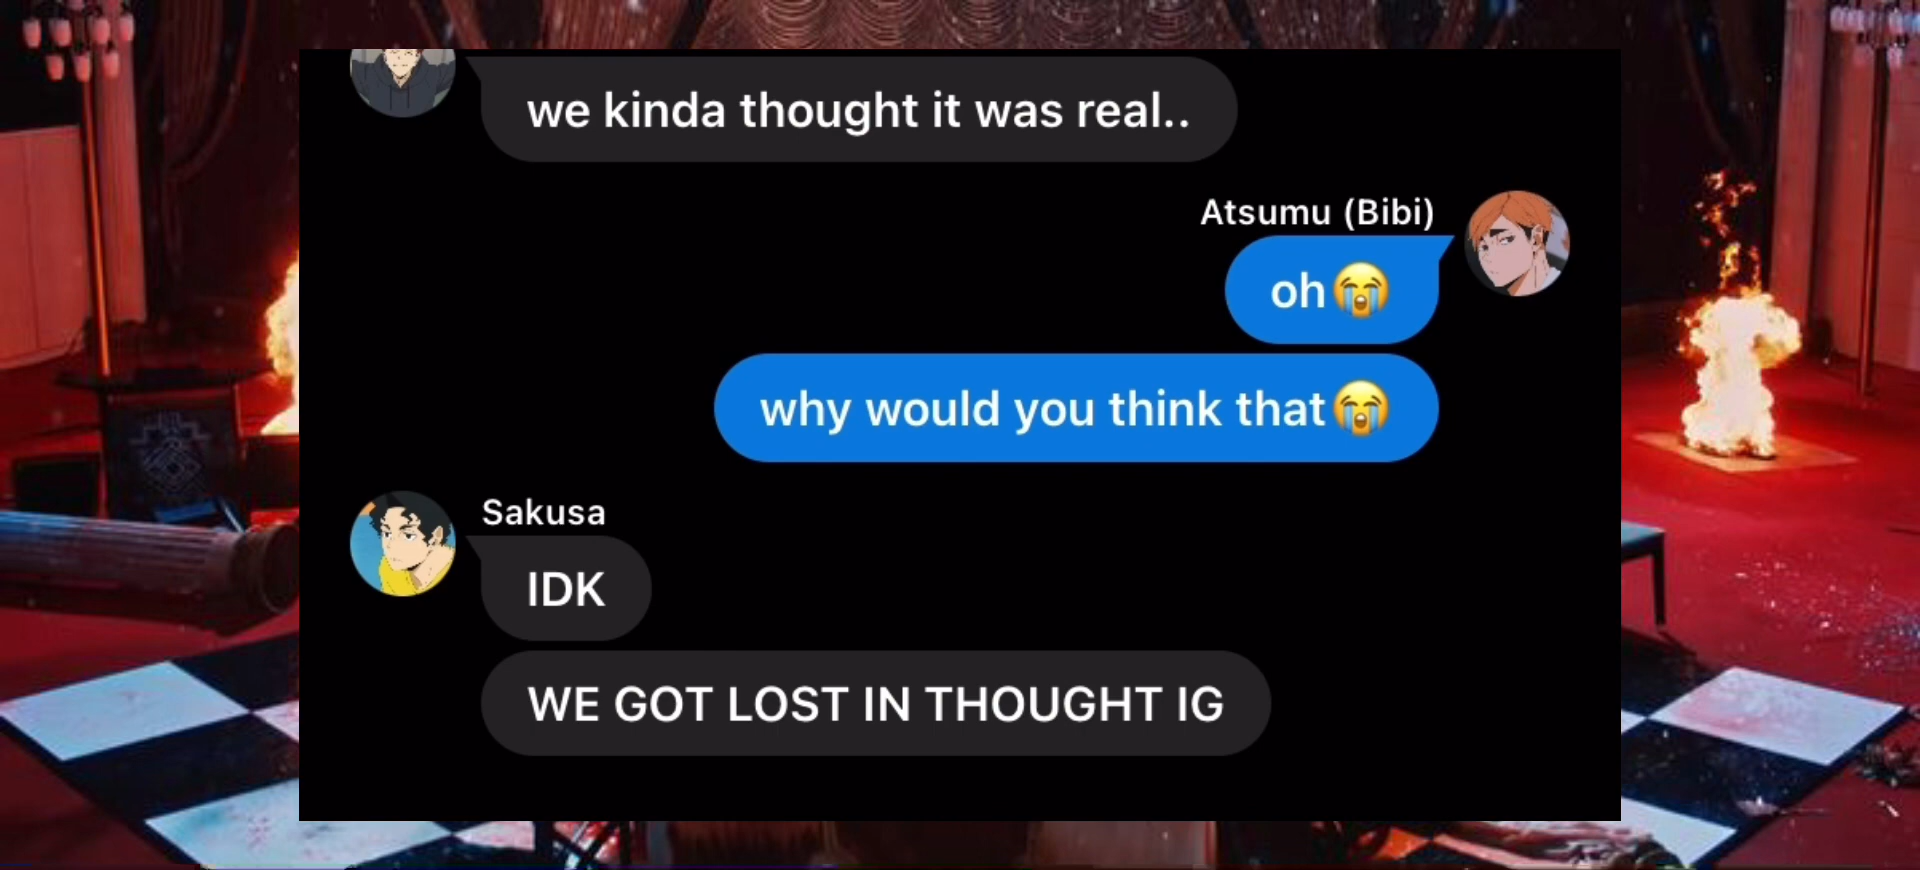 we kinda thought it was real..
Atsumu (Bibi)
oh😭
why would you think that😭
Sakusa
IDK
WE GOT LOST IN THOUGHT IG